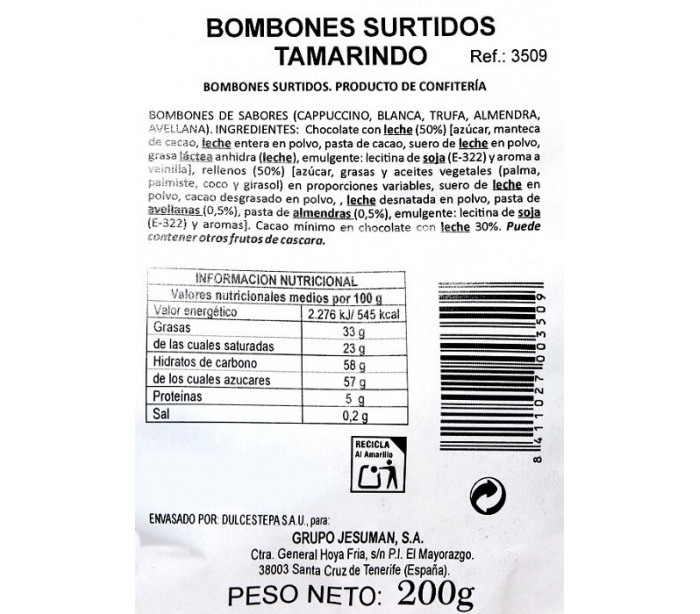 BOMBONES SURTIDOS
TAMARINDO Ref.: 3509
BOMBONES SURTIDOS. PRODUCTO DE CONFITERÍA
BOMBONES DE SABORES (CAPPUCCINO, BLANCA, TRUFA, ALMENDRA,
AVELLANA). INGREDIENTES: Chocolate con leche (50%) [azúcar, manteca
de cacao, leche entera en polvo, pasta de cacao, suero de leche en polvo,
grasa láctea anhidra (leche), emulgente: lecitina de soja (E-322) y aroma a
vainilla], rellenos (50%) [azúcar, grasas y aceites vegetales (palma,
palmiste, coco y girasol) en proporciones variables, suero de leche en
polvo, cacao desgrasado en polvo, , leche desnatada en polvo, pasta de
avellanas (0,5%), pasta de almendras (0,5%), emulgente: lecitina de soja
(E-322) y aromas]. Cacao mínimo en chocolate con leche 30%. Puede
contener otros frutos de cascara.
INFORMACION NUTRICIONAL
Valores nutricionales medios por 100 g
Valor energético 2.276 kJ/ 545 kcal
Grasas 33 g
de las cuales saturadas 23 g
Hidratos de carbono 58 g
de los cuales azucares 57 g
Proteinas 5 g
Sal 0,2 g
8 411027 003509
RECICLA
Al Amarillo
ENVASADO POR: DULCESTEPA S.A.U., para:
GRUPO JESUMAN, S.A.
Ctra. General Hoya Fria, s/n P.I. El Mayorazgo.
38003 Santa Cruz de Tenerife (España).
PESO NETO: 200g